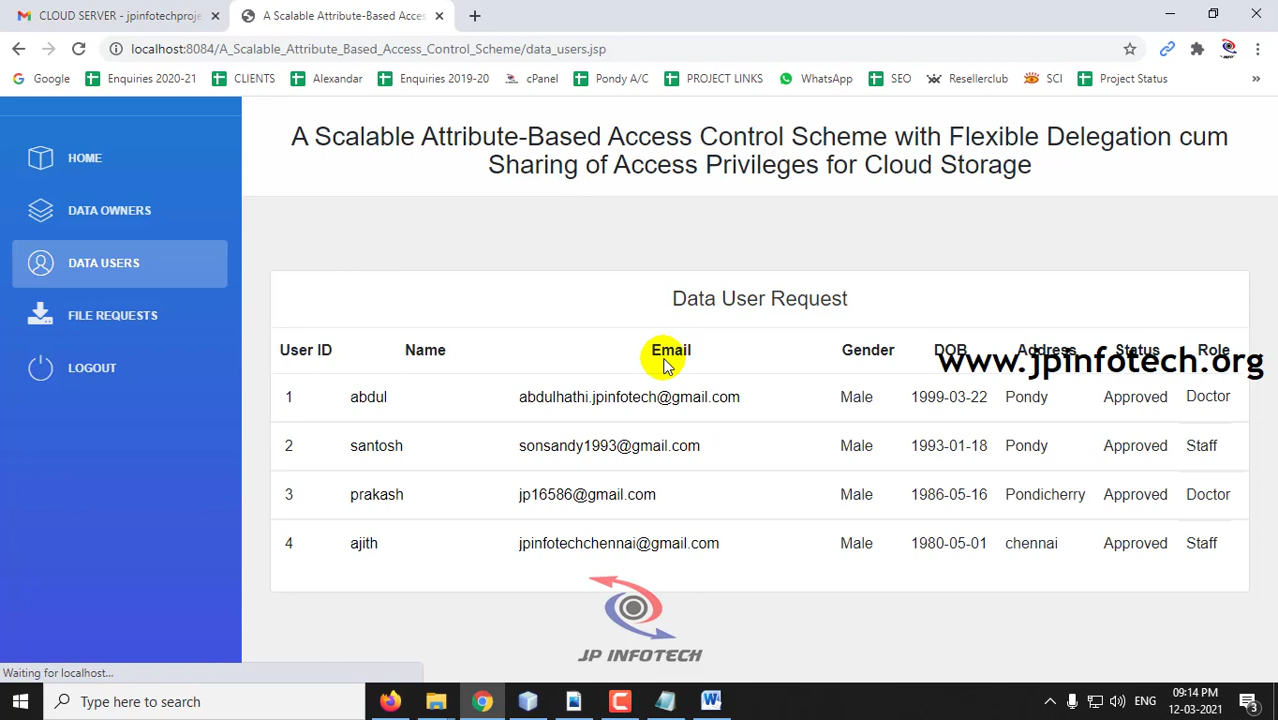 CLOUD SERVER - jpinfotechproje
A Scalable Attribute-Based Acces
localhost:8084/A_Scalable_Attribute_Based_Access_Control_Scheme/data_users.jsp
Google Enquiries 2020-21 CLIENTS Alexandar Enquiries 2019-20 cPanel Pondy A/C PROJECT LINKS WhatsApp SEO Resellerclub SCI Project Status »
HOME
DATA OWNERS
DATA USERS
FILE REQUESTS
LOGOUT
A Scalable Attribute-Based Access Control Scheme with Flexible Delegation cum
Sharing of Access Privileges for Cloud Storage
Data User Request
User ID Name Email Gender DOB Address Status Role
www.jpinfotech.org
1 abdul abdulhathi.jpinfotech@gmail.com Male 1999-03-22 Pondy Approved Doctor
2 santosh sonsandy1993@gmail.com Male 1993-01-18 Pondy Approved Staff
3 prakash jp16586@gmail.com Male 1986-05-16 Pondicherry Approved Doctor
4 ajith jpinfotechchennai@gmail.com Male 1980-05-01 chennai Approved Staff
JP INFOTECH
Waiting for localhost...
Type here to search
ENG
09:14 PM
12-03-2021
3